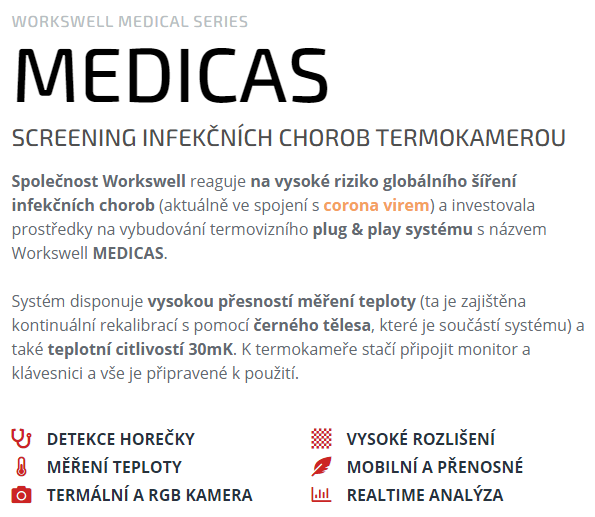 WORKSWELL MEDICAL SERIES
MEDICAS
SCREENING INFEKČNÍCH CHOROB TERMOKAMEROU
Společnost Workswell reaguje na vysoké riziko globálního šíření
infekčních chorob (aktuálně ve spojení s corona virem) a investovala
prostředky na vybudování termovizního plug & play systému s názvem
Workswell MEDICAS.
Systém disponuje vysokou přesností měření teploty (ta je zajištěna
kontinuální rekalibrací s pomocí černého tělesa, které je součástí systému) a
také teplotní citlivostí 30mK. K termokameře stačí připojit monitor a
klávesnici a vše je připravené k použití.
DETEKCE HOREČKY
VYSOKÉ ROZLIŠENÍ
MĚŘENÍ TEPLOTY
MOBILNÍ A PŘENOSNÉ
TERMÁLNÍ A RGB KAMERA
REALTIME ANALÝZA